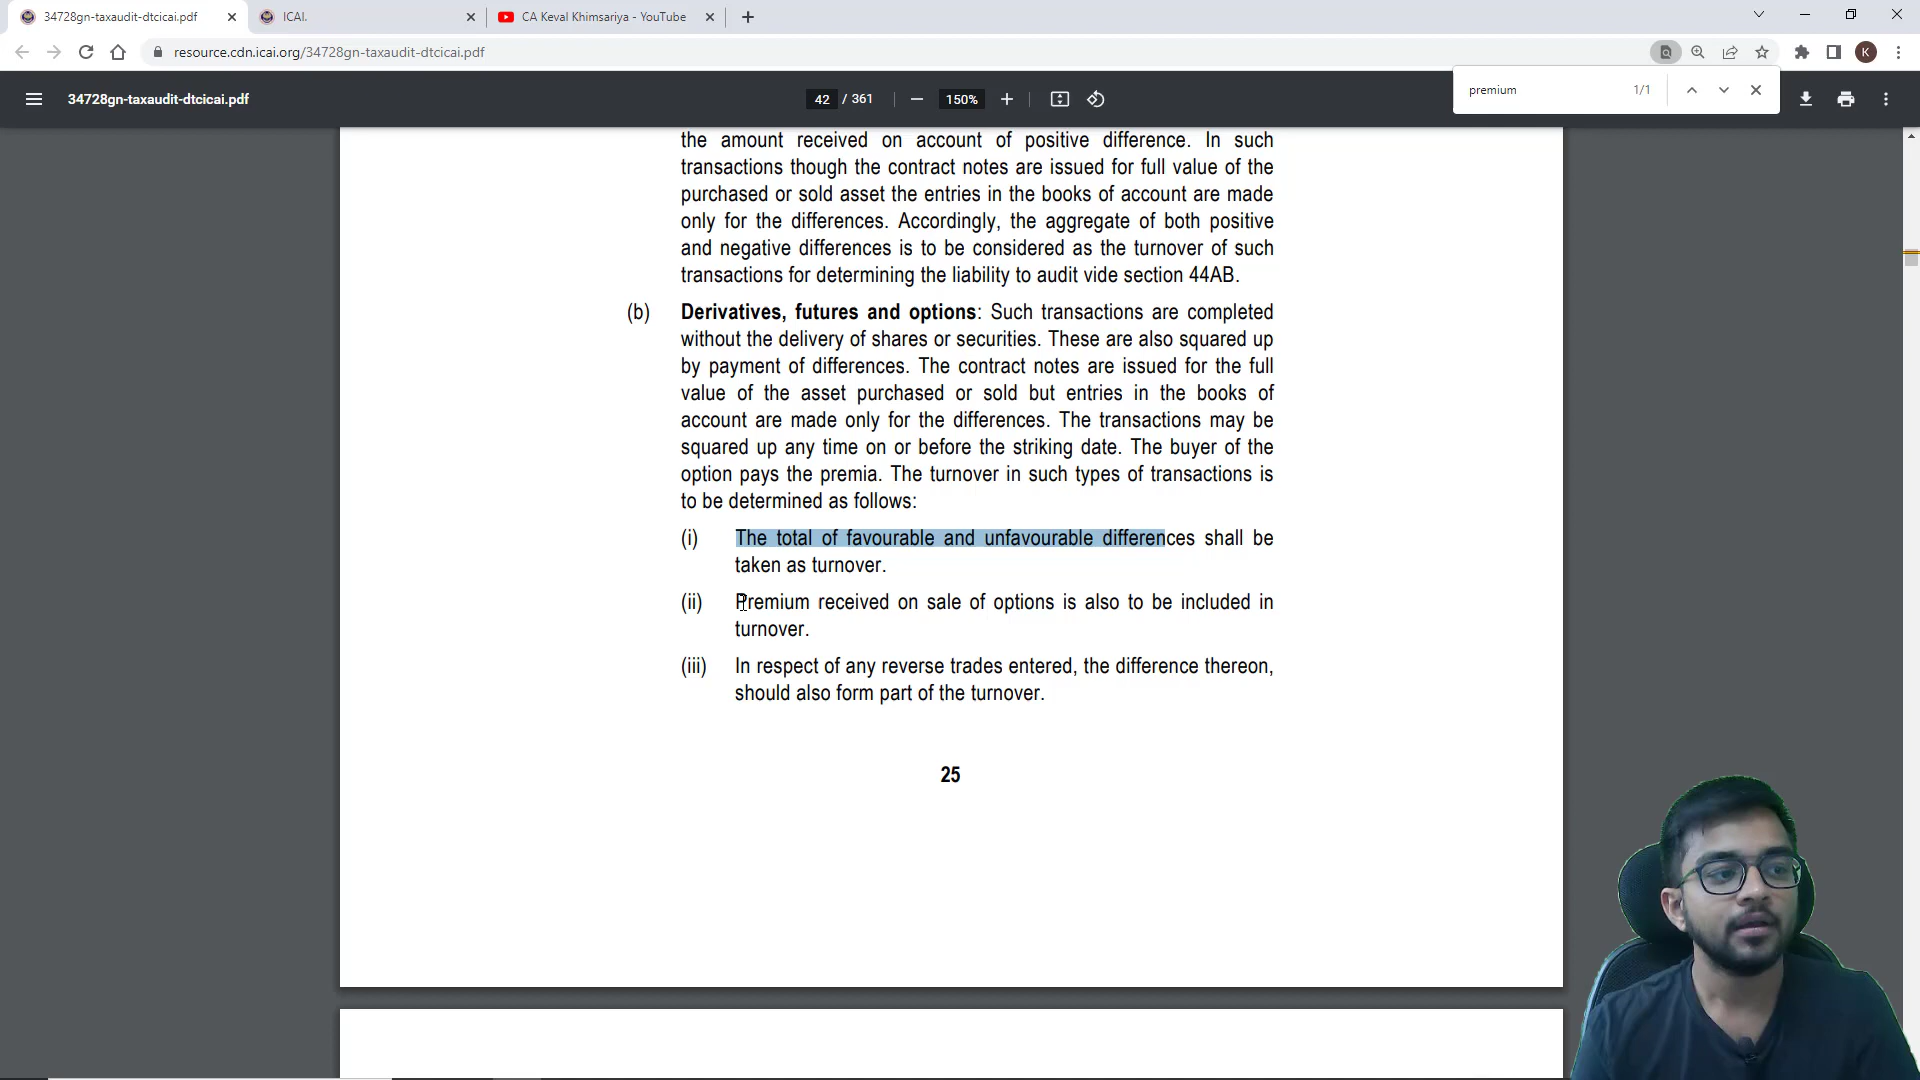 34728gn-taxaudit-dtcicai.pdf
ICAI.
CA Keval Khimsariya - YouTube
resource.cdn.icai.org/34728gn-taxaudit-dtcicai.pdf
K
34728gn-taxaudit-dtcicai.pdf
42 / 361
150%
premium
1/1
the amount received on account of positive difference. In such
transactions though the contract notes are issued for full value of the
purchased or sold asset the entries in the books of account are made
only for the differences. Accordingly, the aggregate of both positive
and negative differences is to be considered as the turnover of such
transactions for determining the liability to audit vide section 44AB.
(b) Derivatives, futures and options: Such transactions are completed
without the delivery of shares or securities. These are also squared up
by payment of differences. The contract notes are issued for the full
value of the asset purchased or sold but entries in the books of
account are made only for the differences. The transactions may be
squared up any time on or before the striking date. The buyer of the
option pays the premia. The turnover in such types of transactions is
to be determined as follows:
(i) The total of favourable and unfavourable differences shall be
taken as turnover.
(ii) Premium received on sale of options is also to be included in
turnover.
(iii) In respect of any reverse trades entered, the difference thereon,
should also form part of the turnover.
25